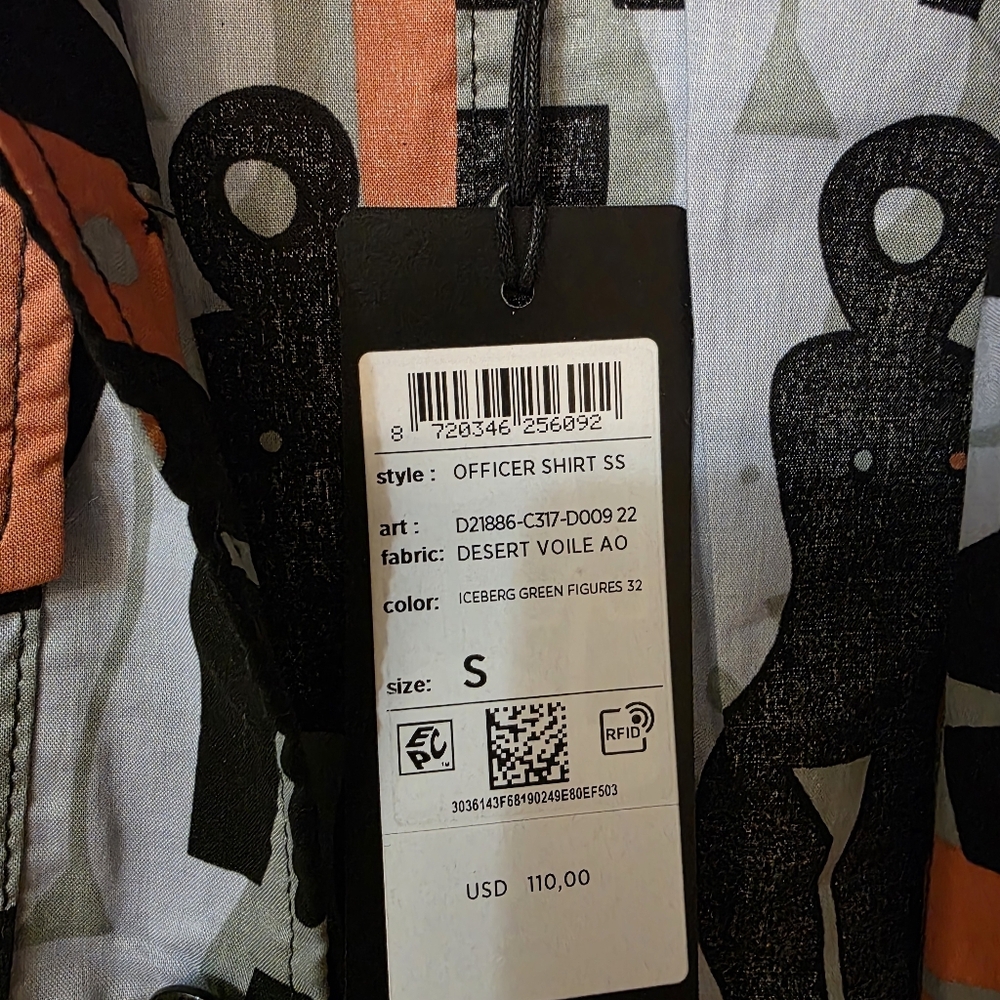 8 720346 256092
style : OFFICER SHIRT SS
art : D21886-C317-D009 22
fabric: DESERT VOILE AO
color: ICEBERG GREEN FIGURES 32
size: S
EPC™ RFID
3036143F68190249E80EF503
USD 110,00